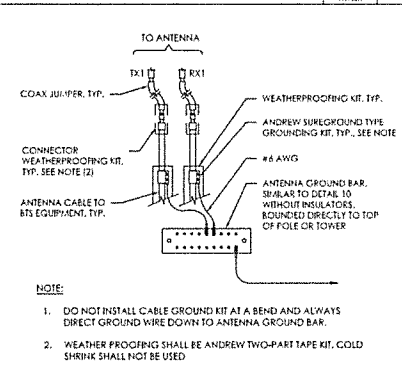 TO ANTENNA
TX1
RX1
COAX JUMPER, TYP.
WEATHERPROOFING KIT, TYP.
ANDREW SUREGROUND TYPE
GROUNDING KIT, TYP., SEE NOTE
CONNECTOR
WEATHERPROOFING KIT,
TYP. SEE NOTE (2)
#6 AWG
ANTENNA CABLE TO
BTS EQUIPMENT, TYP.
ANTENNA GROUND BAR,
SIMILAR TO DETAIL 10
WITHOUT INSULATORS,
BOUNDED DIRECTLY TO TOP
OF POLE OR TOWER
NOTE:
1. DO NOT INSTALL CABLE GROUND KIT AT A BEND AND ALWAYS
DIRECT GROUND WIRE DOWN TO ANTENNA GROUND BAR.
2. WEATHER PROOFING SHALL BE ANDREW TWO-PART TAPE KIT, COLD
SHRINK SHALL NOT BE USED